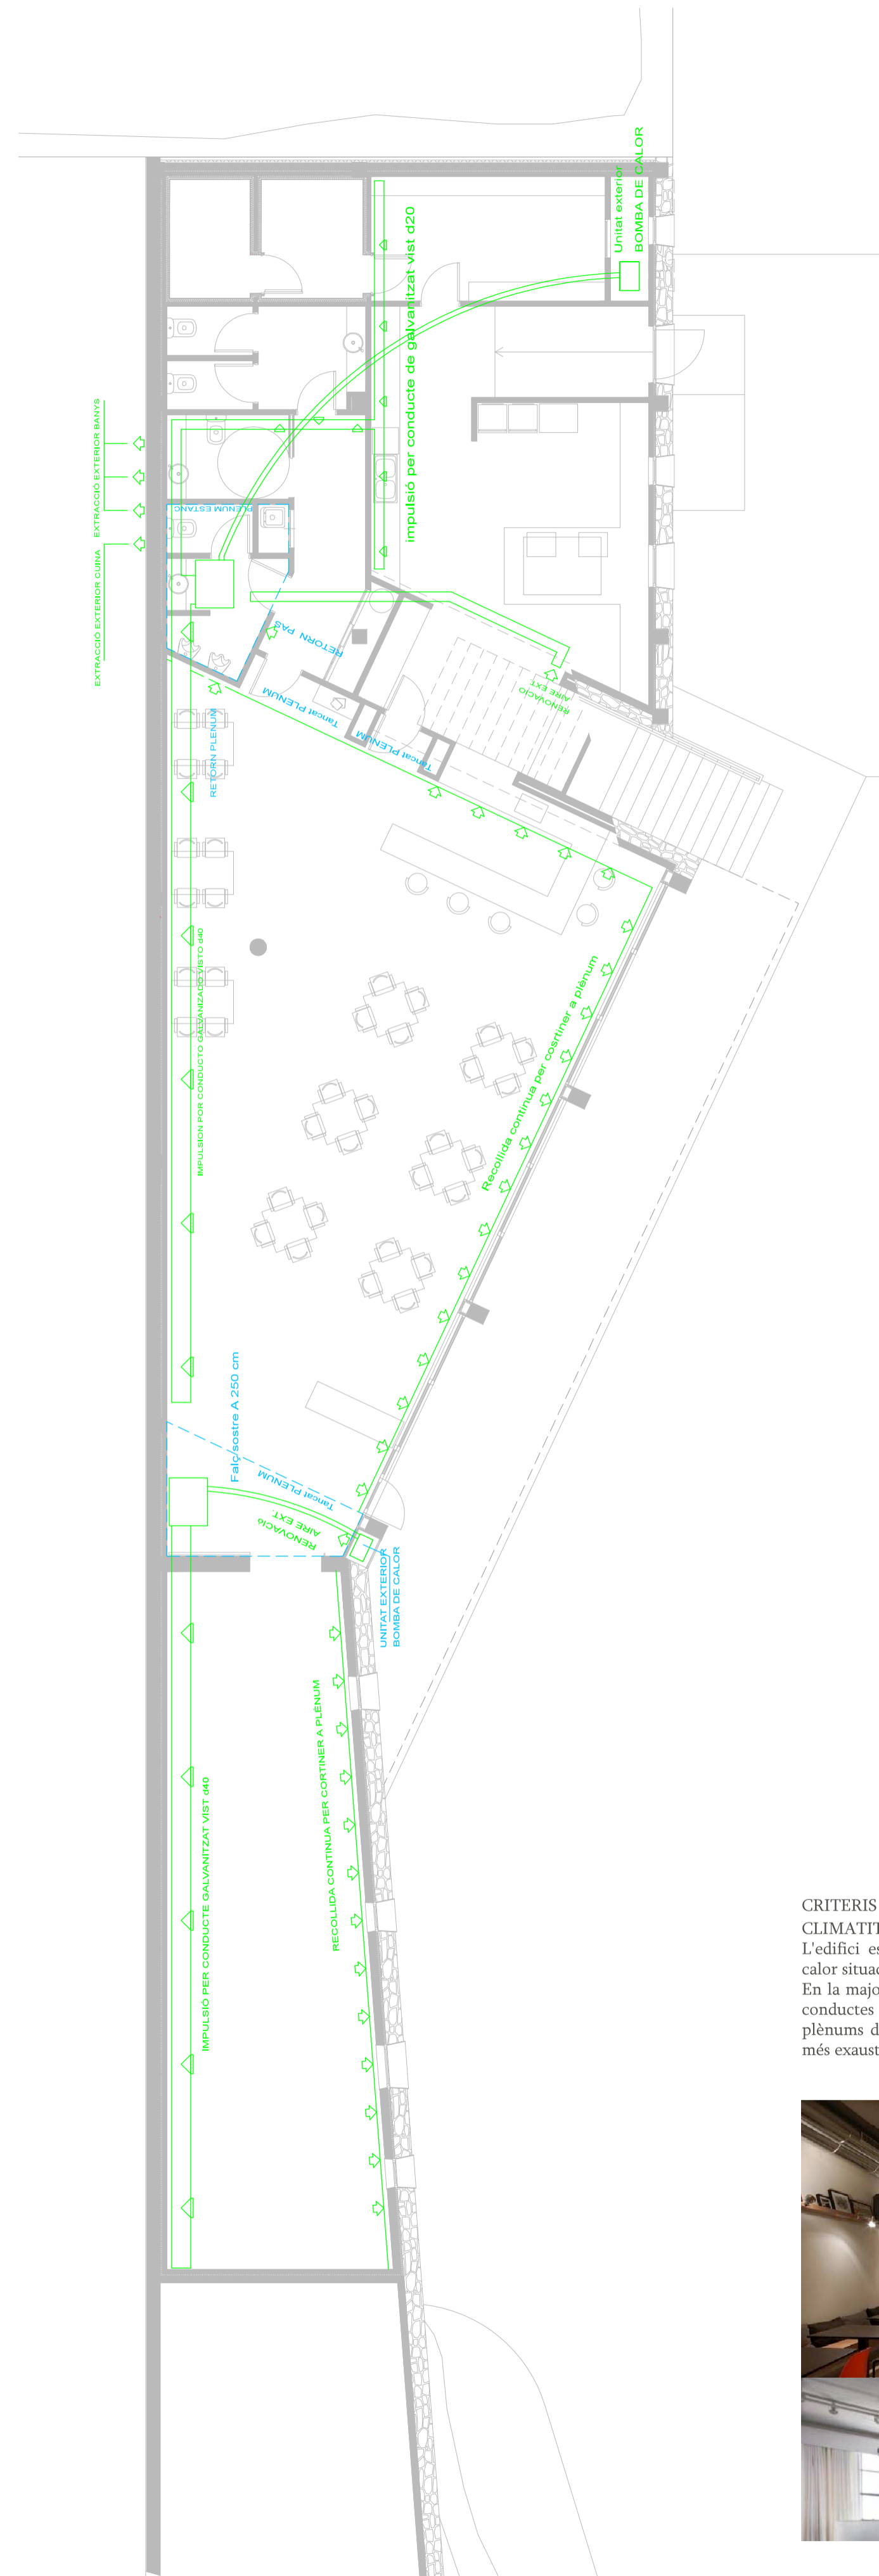 Unitat exterior
BOMBA DE CALOR
impulsió per conducte de galvanitzat vist d20
EXTRACCIÓ EXTERIOR BANYS
EXTRACCIÓ EXTERIOR CUINA
PLENUM ESTANC
RETORN PAS
Tancat PLENUM
Tancat PLENUM
RENOVACIÓ
AIRE EXT.
RETORN PLENUM
IMPULSION POR CONDUCTO GALVANIZADO VISTO d40
Recollida continua per cosrtiner a plénum
Falç sostre A 250 cm
Tancat PLENUM
RENOVACIÓ
AIRE EXT.
UNITAT EXTERIOR
BOMBA DE CALOR
RECOLLIDA CONTINUA PER CORTINER A PLÉNUM
IMPULSIÓ PER CONDUCTE GALVANITZAT VIST d40
CRITERIS
CLIMATIT
L'edifici es
calor situac
En la majo
conductes
plènums d
més exaust